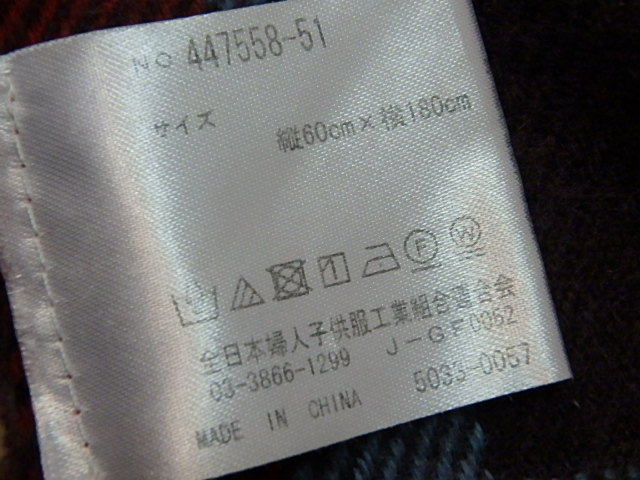 NO 447558-51
サイズ 縦60cm×横180cm
F W
全日本婦人子供服工業組合連合会
03-3866-1299 J-GF0052
MADE IN CHINA 5035-0057